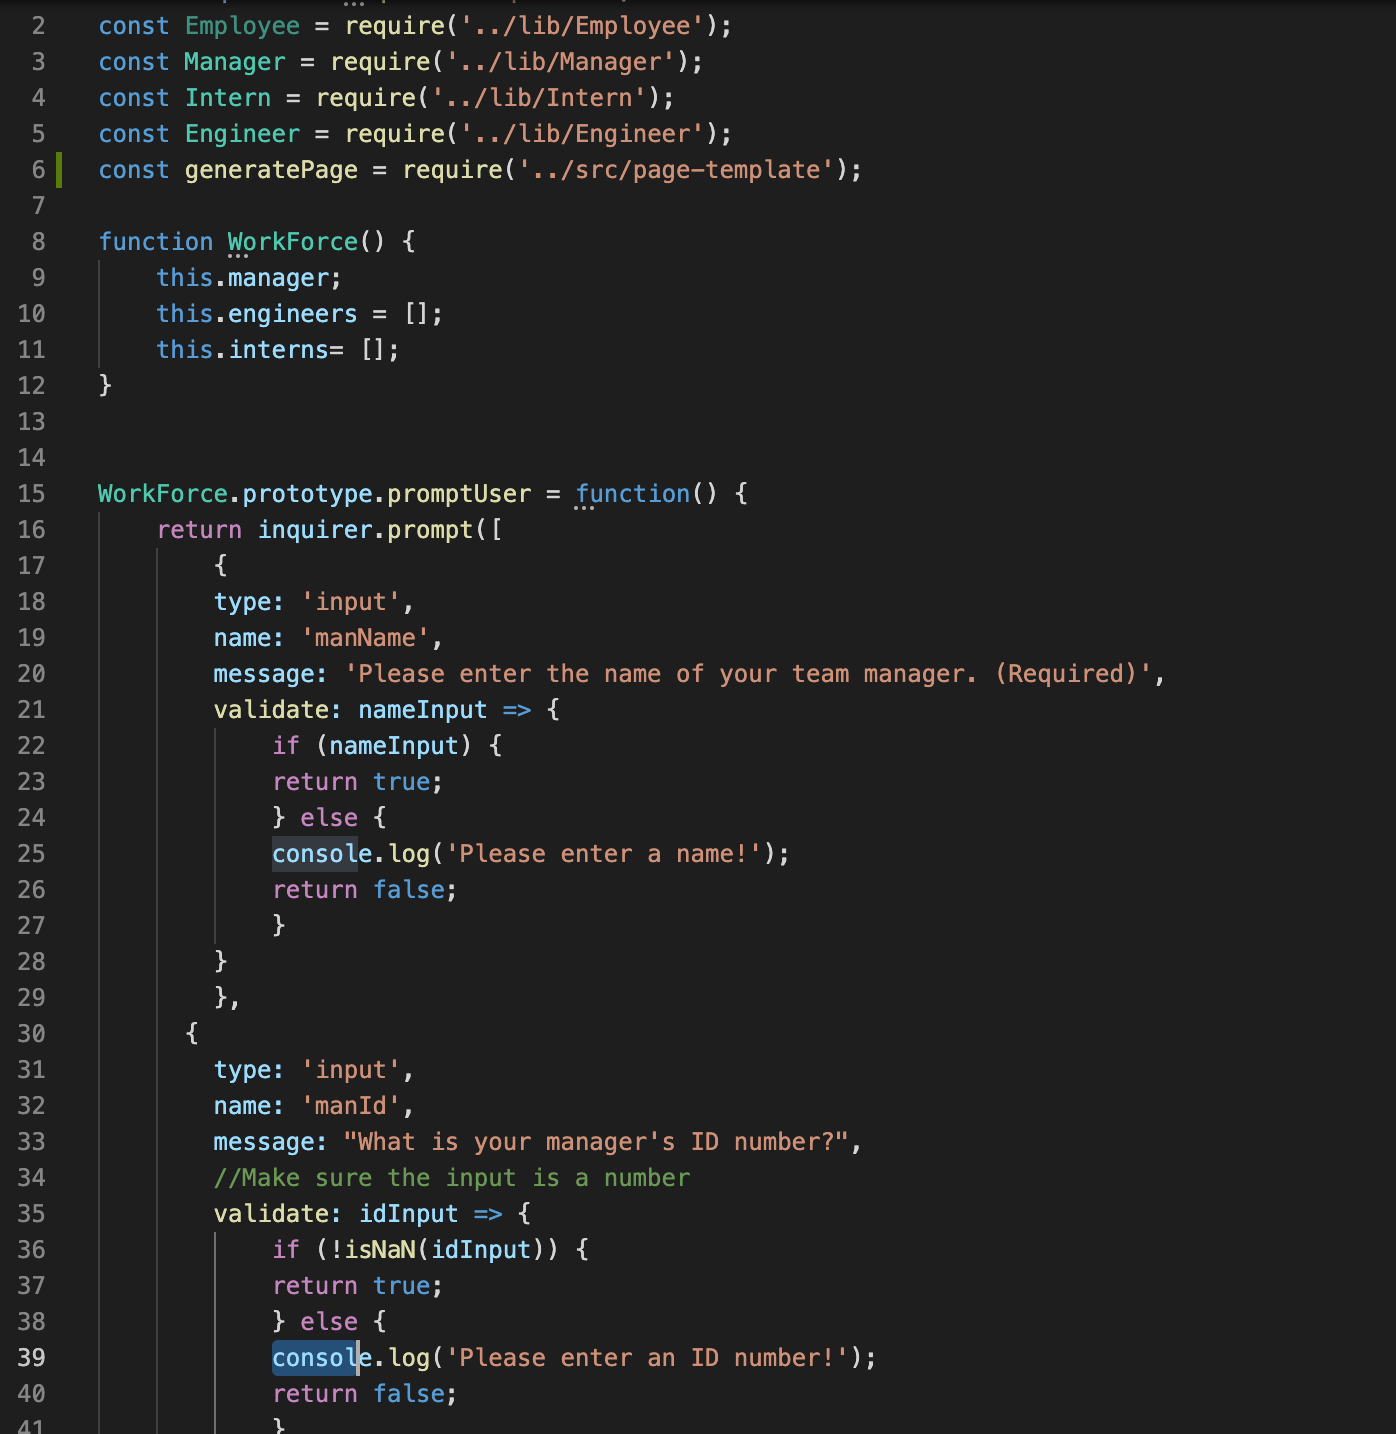 2 const Employee = require('../lib/Employee');
3 const Manager = require('../lib/Manager');
4 const Intern = require('../lib/Intern');
5 const Engineer = require('../lib/Engineer');
6 const generatePage = require('../src/page-template');
7
8 function WorkForce() {
9     this.manager;
10     this.engineers = [];
11     this.interns= [];
12 }
13
14
15 WorkForce.prototype.promptUser = function() {
16     return inquirer.prompt([
17         {
18         type: 'input',
19         name: 'manName',
20         message: 'Please enter the name of your team manager. (Required)',
21         validate: nameInput => {
22             if (nameInput) {
23             return true;
24             } else {
25             console.log('Please enter a name!');
26             return false;
27             }
28         }
29         },
30       {
31         type: 'input',
32         name: 'manId',
33         message: "What is your manager's ID number?",
34         //Make sure the input is a number
35         validate: idInput => {
36             if (!isNaN(idInput)) {
37             return true;
38             } else {
39             console.log('Please enter an ID number!');
40             return false;
41             }